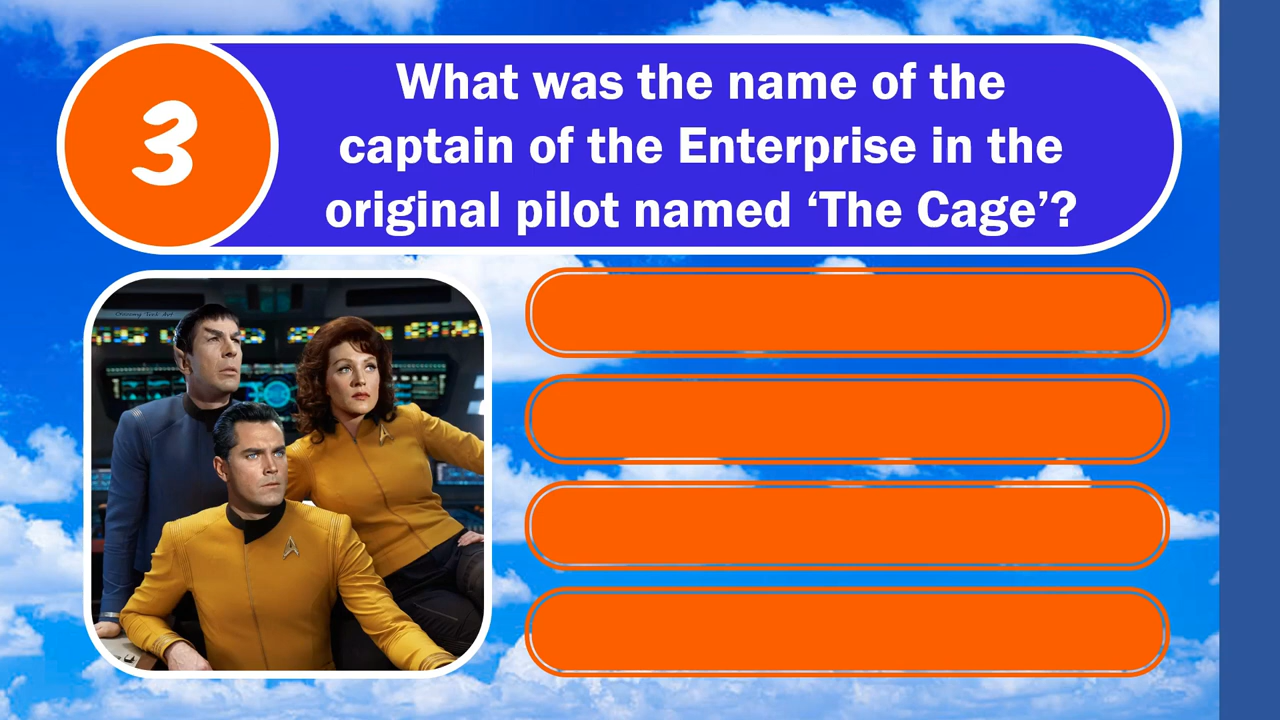 3
What was the name of the
captain of the Enterprise in the
original pilot named ‘The Cage’?